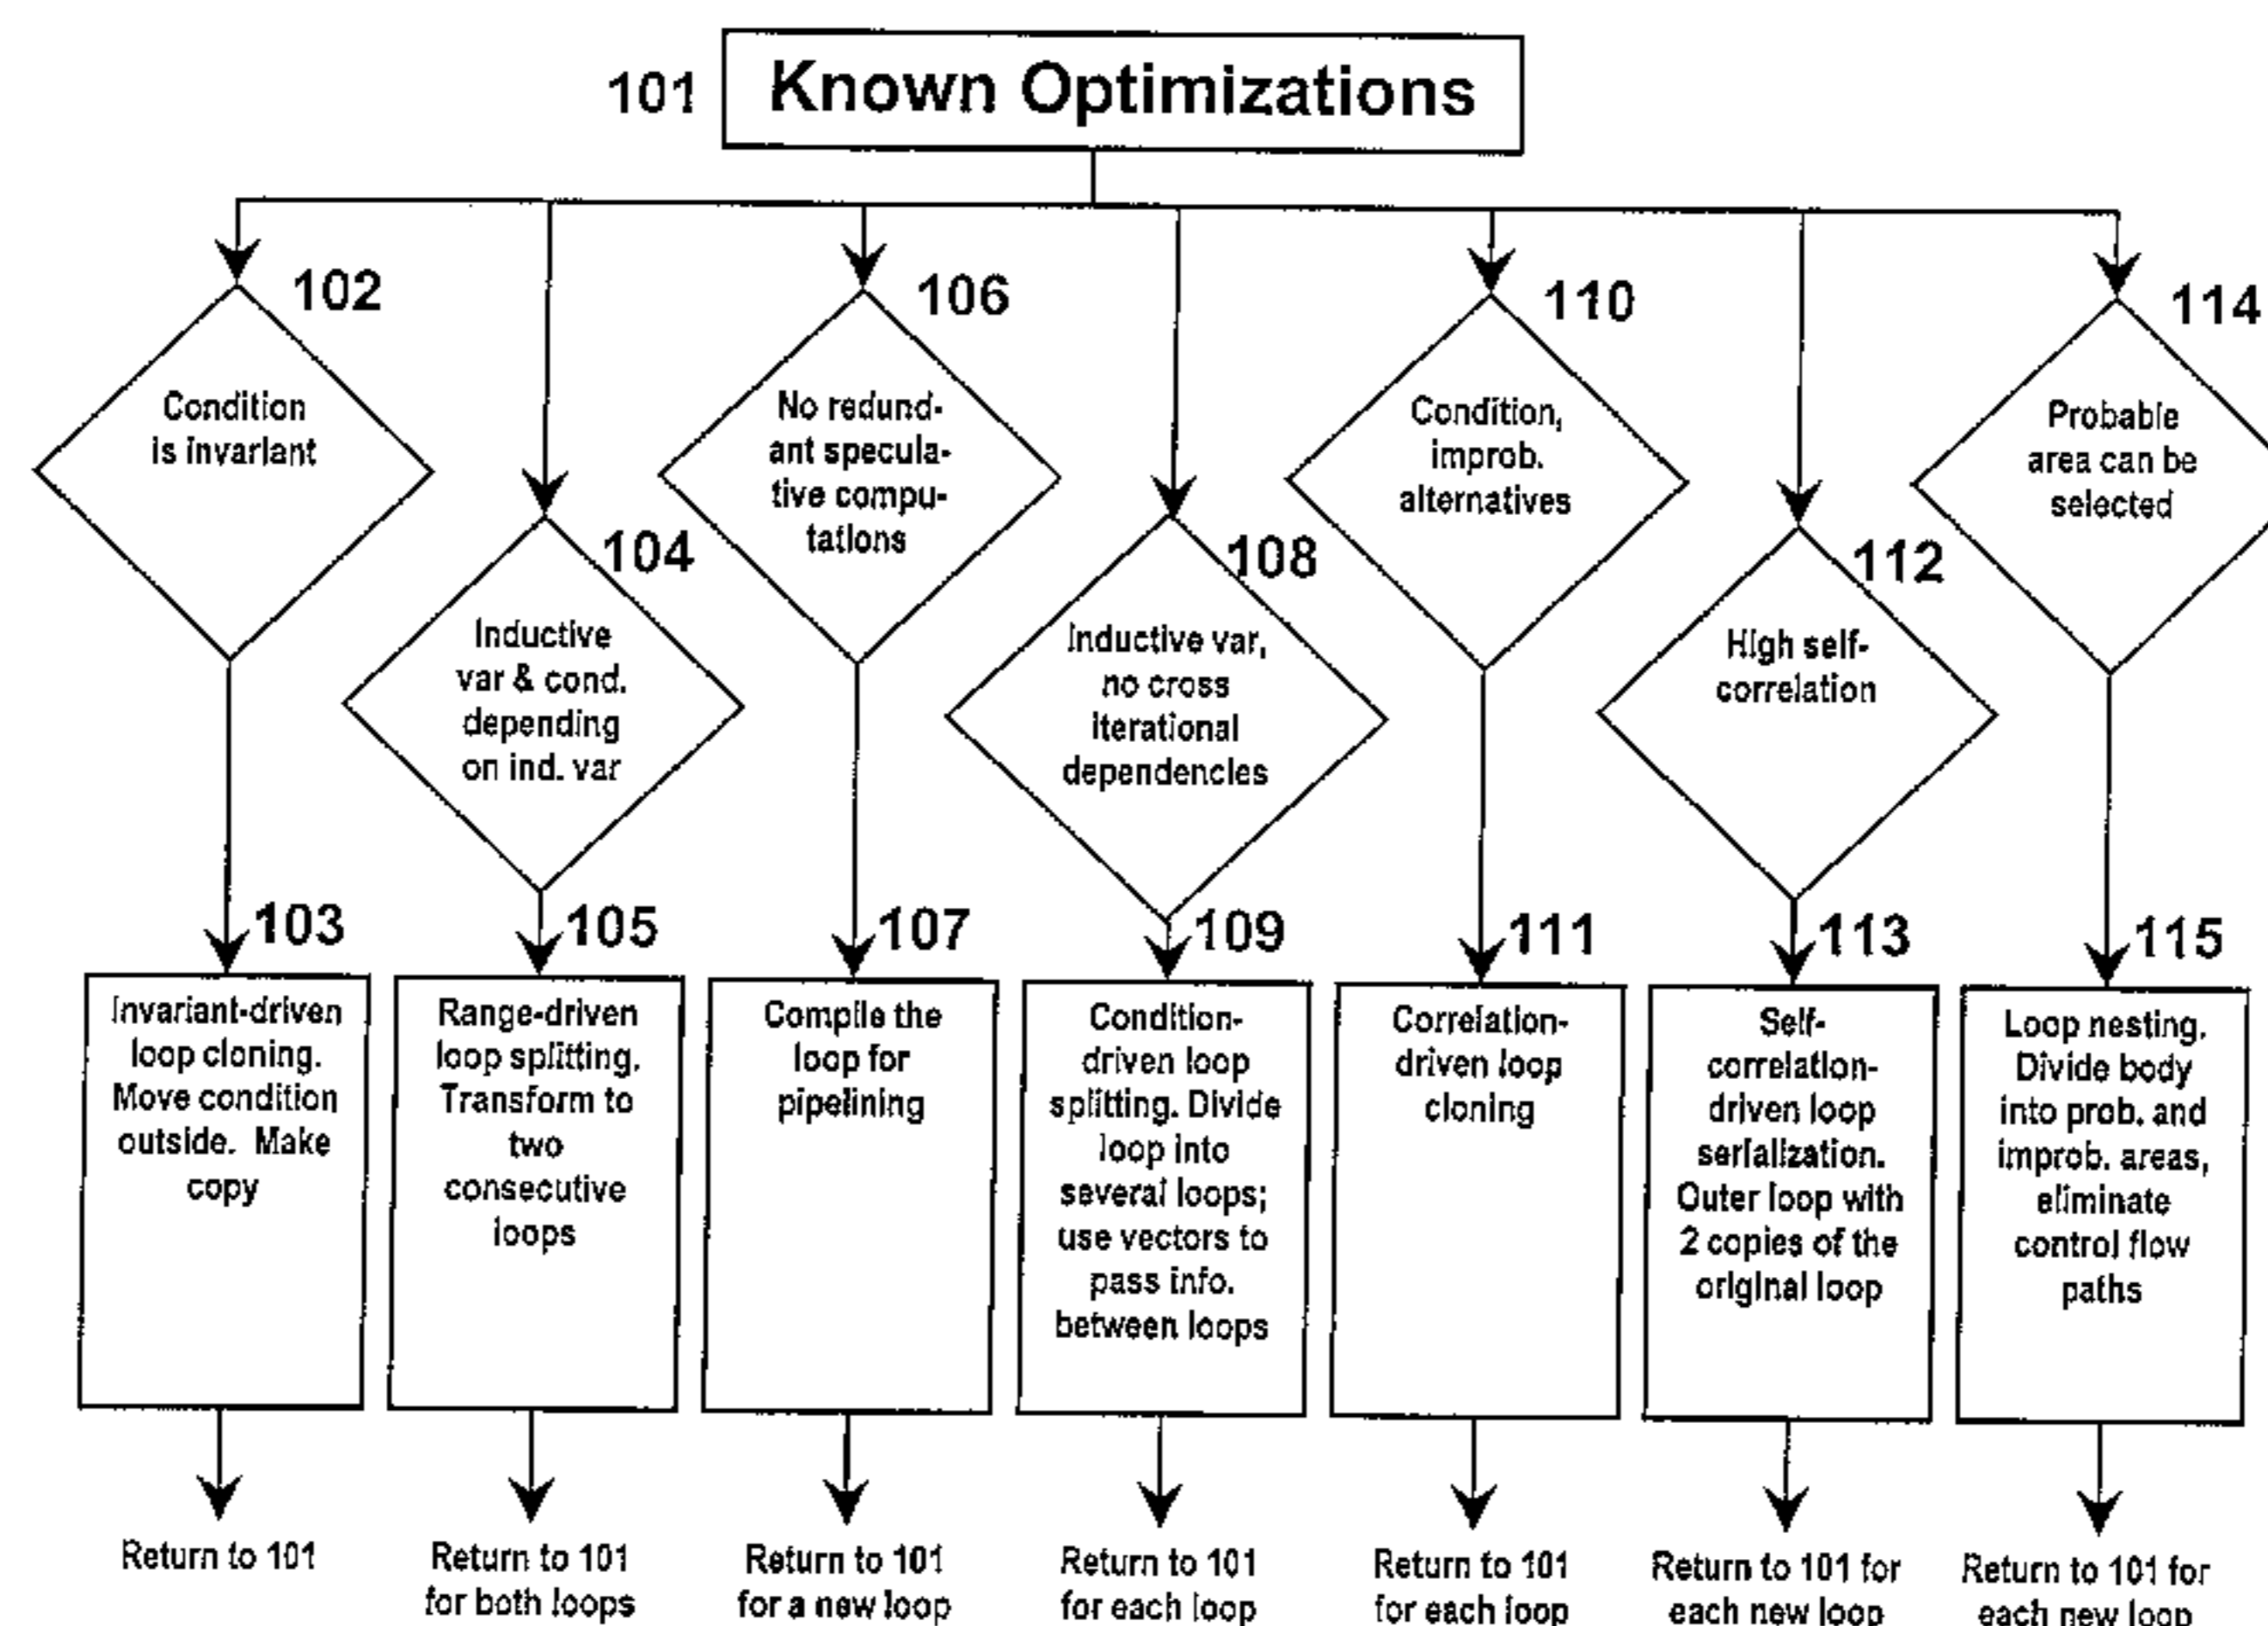 101
Known Optimizations
102
Condition
is invariant
104
Inductive
var & cond.
depending
on ind. var
106
No redund-
ant specula-
tive compu-
tations
108
Inductive var,
no cross
iterational
dependencies
110
Condition,
improb.
alternatives
112
High self-
correlation
114
Probable
area can be
selected
103
Invariant-driven
loop cloning.
Move condition
outside. Make
copy
Return to 101
105
Range-driven
loop splitting.
Transform to
two
consecutive
loops
Return to 101
for both loops
107
Compile the
loop for
pipelining
Return to 101
for a new loop
109
Condition-
driven loop
splitting. Divide
loop into
several loops;
use vectors to
pass info.
between loops
Return to 101
for each loop
111
Correlation-
driven loop
cloning
Return to 101
for each loop
113
Self-
correlation-
driven loop
serialization.
Outer loop with
2 copies of the
original loop
Return to 101 for
each new loop
115
Loop nesting.
Divide body
into prob. and
improb. areas,
eliminate
control flow
paths
Return to 101 for
each new loop